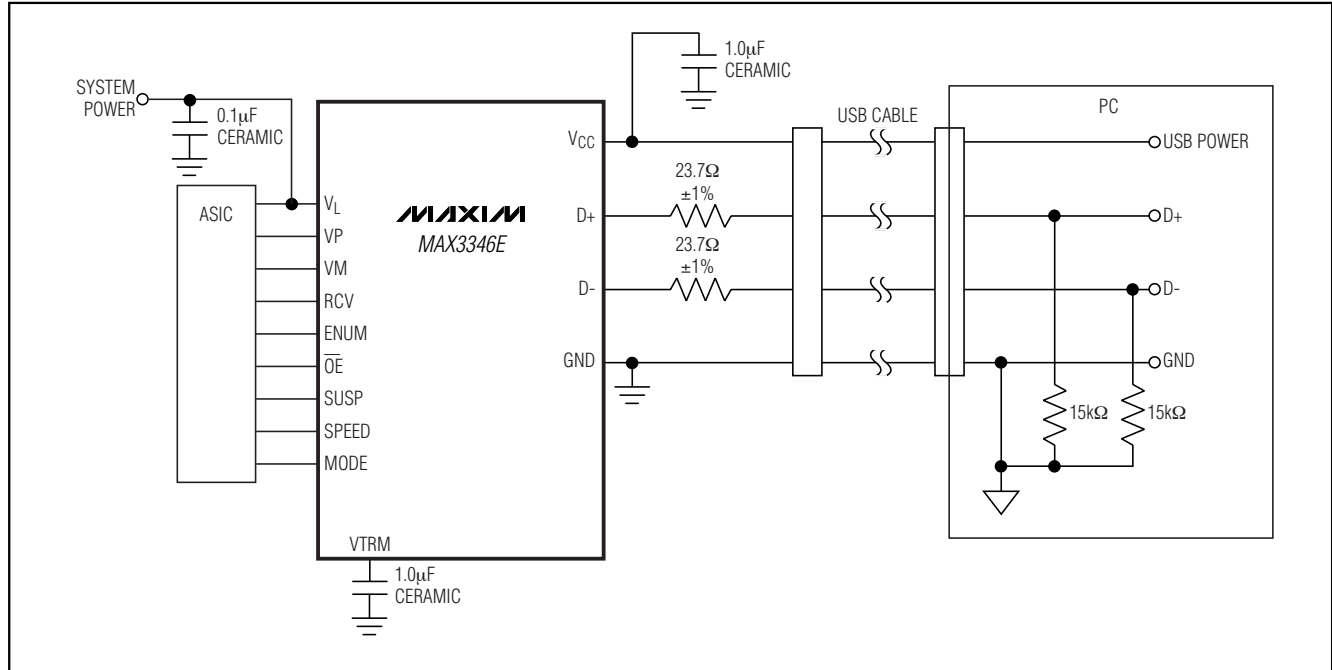 SYSTEM
POWER
0.1μF
CERAMIC
1.0μF
CERAMIC
ASIC
VL
VP
VM
RCV
ENUM
OE
SUSP
SPEED
MODE
MAXIM
MAX3346E
VCC
D+
D-
GND
VTRM
1.0μF
CERAMIC
23.7Ω
±1%
23.7Ω
±1%
USB CABLE
PC
USB POWER
D+
D-
GND
15kΩ
15kΩ